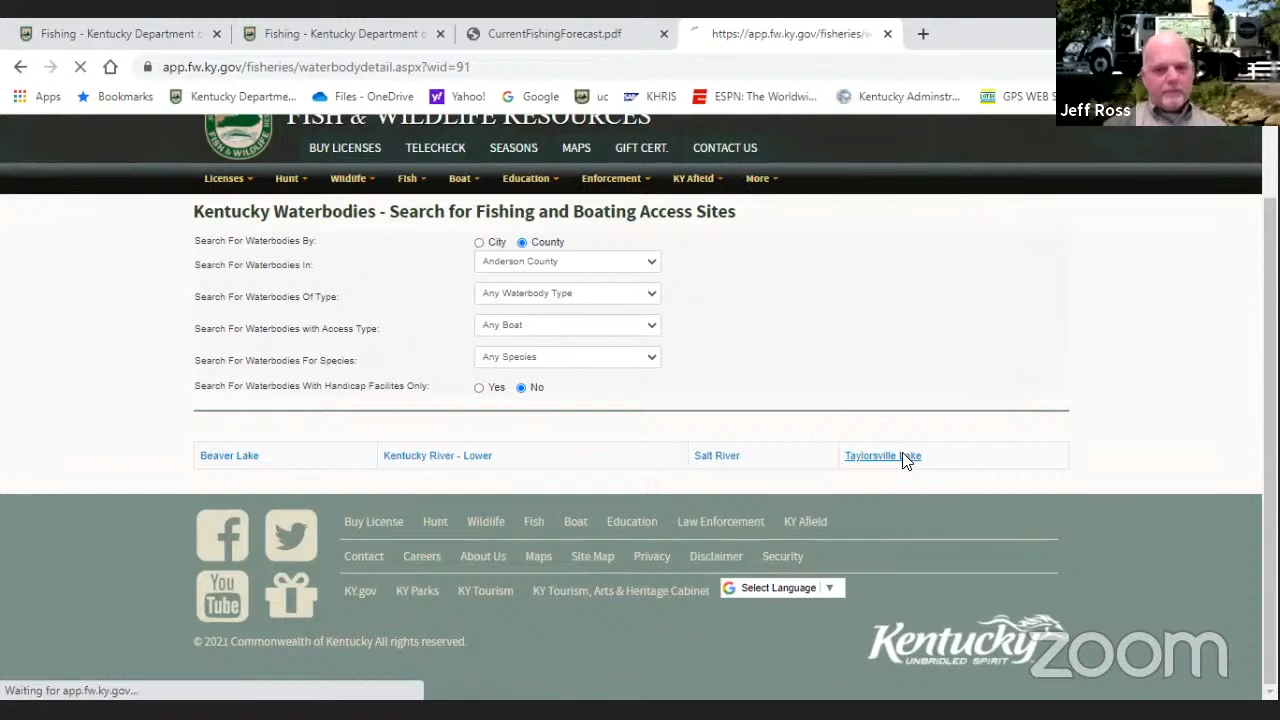 Fishing - Kentucky Department c
Fishing - Kentucky Department c
CurrentFishingForecast.pdf
https://app.fw.ky.gov/fisheries/w
app.fw.ky.gov/fisheries/waterbodydetail.aspx?wid=91
Apps
Bookmarks
Kentucky Departme...
Files - OneDrive
Yahoo!
Google
uc
KHRIS
ESPN: The Worldwi...
Kentucky Adminstr...
GPS WEB S
Jeff Ross
FISH & WILDLIFE RESOURCES
BUY LICENSES TELECHECK SEASONS MAPS GIFT CERT. CONTACT US
Licenses Hunt Wildlife Fish Boat Education Enforcement KY Afield More
Kentucky Waterbodies - Search for Fishing and Boating Access Sites
Search For Waterbodies By: City County
Search For Waterbodies In: Anderson County
Search For Waterbodies Of Type: Any Waterbody Type
Search For Waterbodies with Access Type: Any Boat
Search For Waterbodies For Species: Any Species
Search For Waterbodies With Handicap Facilites Only: Yes No
Beaver Lake Kentucky River - Lower Salt River Taylorsville Lake
Buy License Hunt Wildlife Fish Boat Education Law Enforcement KY Afield
Contact Careers About Us Maps Site Map Privacy Disclaimer Security
You Tube
KY.gov KY Parks KY Tourism KY Tourism, Arts & Heritage Cabinet
Select Language
© 2021 Commonwealth of Kentucky All rights reserved.
Kentucky
UNBRIDLED SPIRIT
zoom
Waiting for app.fw.ky.gov...